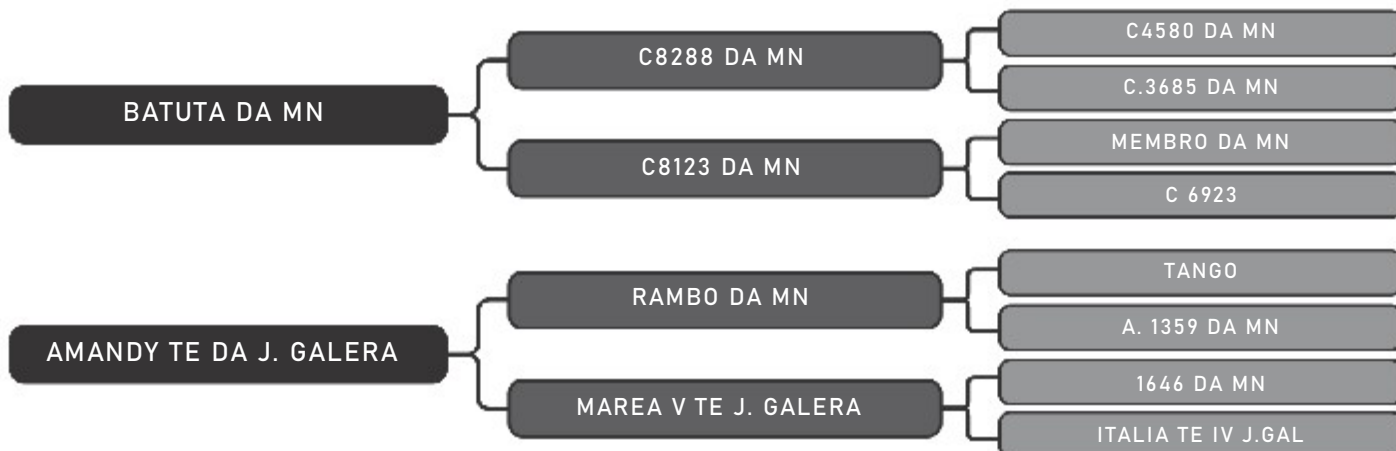 BATUTA DA MN
C8288 DA MN
C8123 DA MN
C4580 DA MN
C.3685 DA MN
MEMBRO DA MN
C 6923
AMANDY TE DA J. GALERA
RAMBO DA MN
MAREA V TE J. GALERA
TANGO
A. 1359 DA MN
1646 DA MN
ITALIA TE IV J.GAL